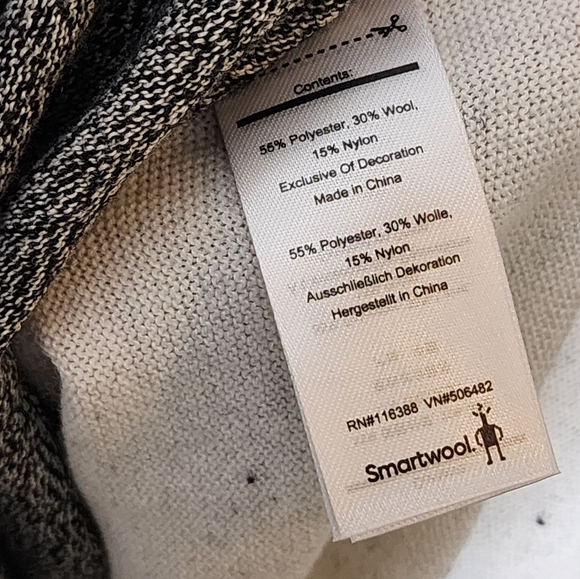 Contents:
55% Polyester, 30% Wool,
15% Nylon
Exclusive Of Decoration
Made in China
55% Polyester, 30% Wolle,
15% Nylon
Ausschließlich Dekoration
Hergestellt in China
RN#116388 VN#506482
Smartwool.